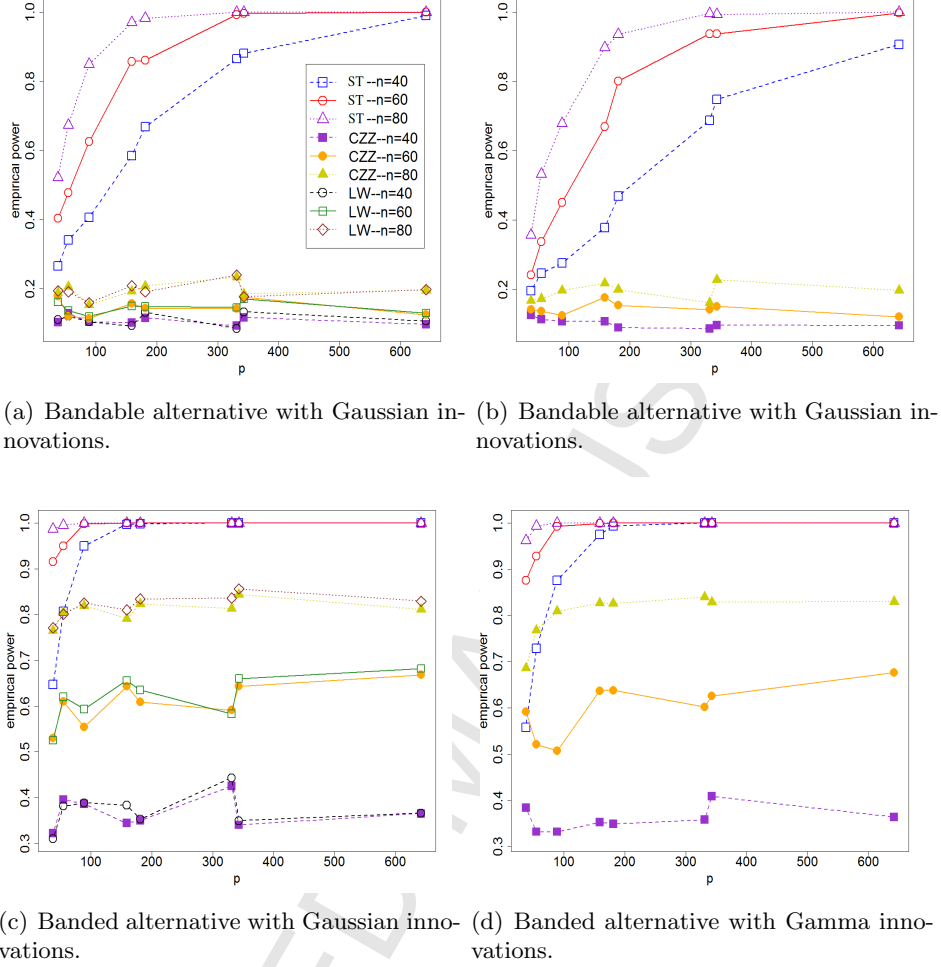 1.0
0.8
0.6
0.4
0.2
empirical power
100 200 300 400 500 600
p
ST --n=40
ST --n=60
ST --n=80
CZZ--n=40
CZZ--n=60
CZZ--n=80
LW--n=40
LW--n=60
LW--n=80
1.0
0.8
0.6
0.4
0.2
empirical power
100 200 300 400 500 600
p
(a) Bandable alternative with Gaussian in-
novations.
(b) Bandable alternative with Gaussian in-
novations.
1.0
0.9
0.8
0.7
0.6
0.5
0.4
0.3
empirical power
100 200 300 400 500 600
p
1.0
0.9
0.8
0.7
0.6
0.5
0.4
0.3
empirical power
100 200 300 400 500 600
p
(c) Banded alternative with Gaussian inno-
vations.
(d) Banded alternative with Gamma inno-
vations.